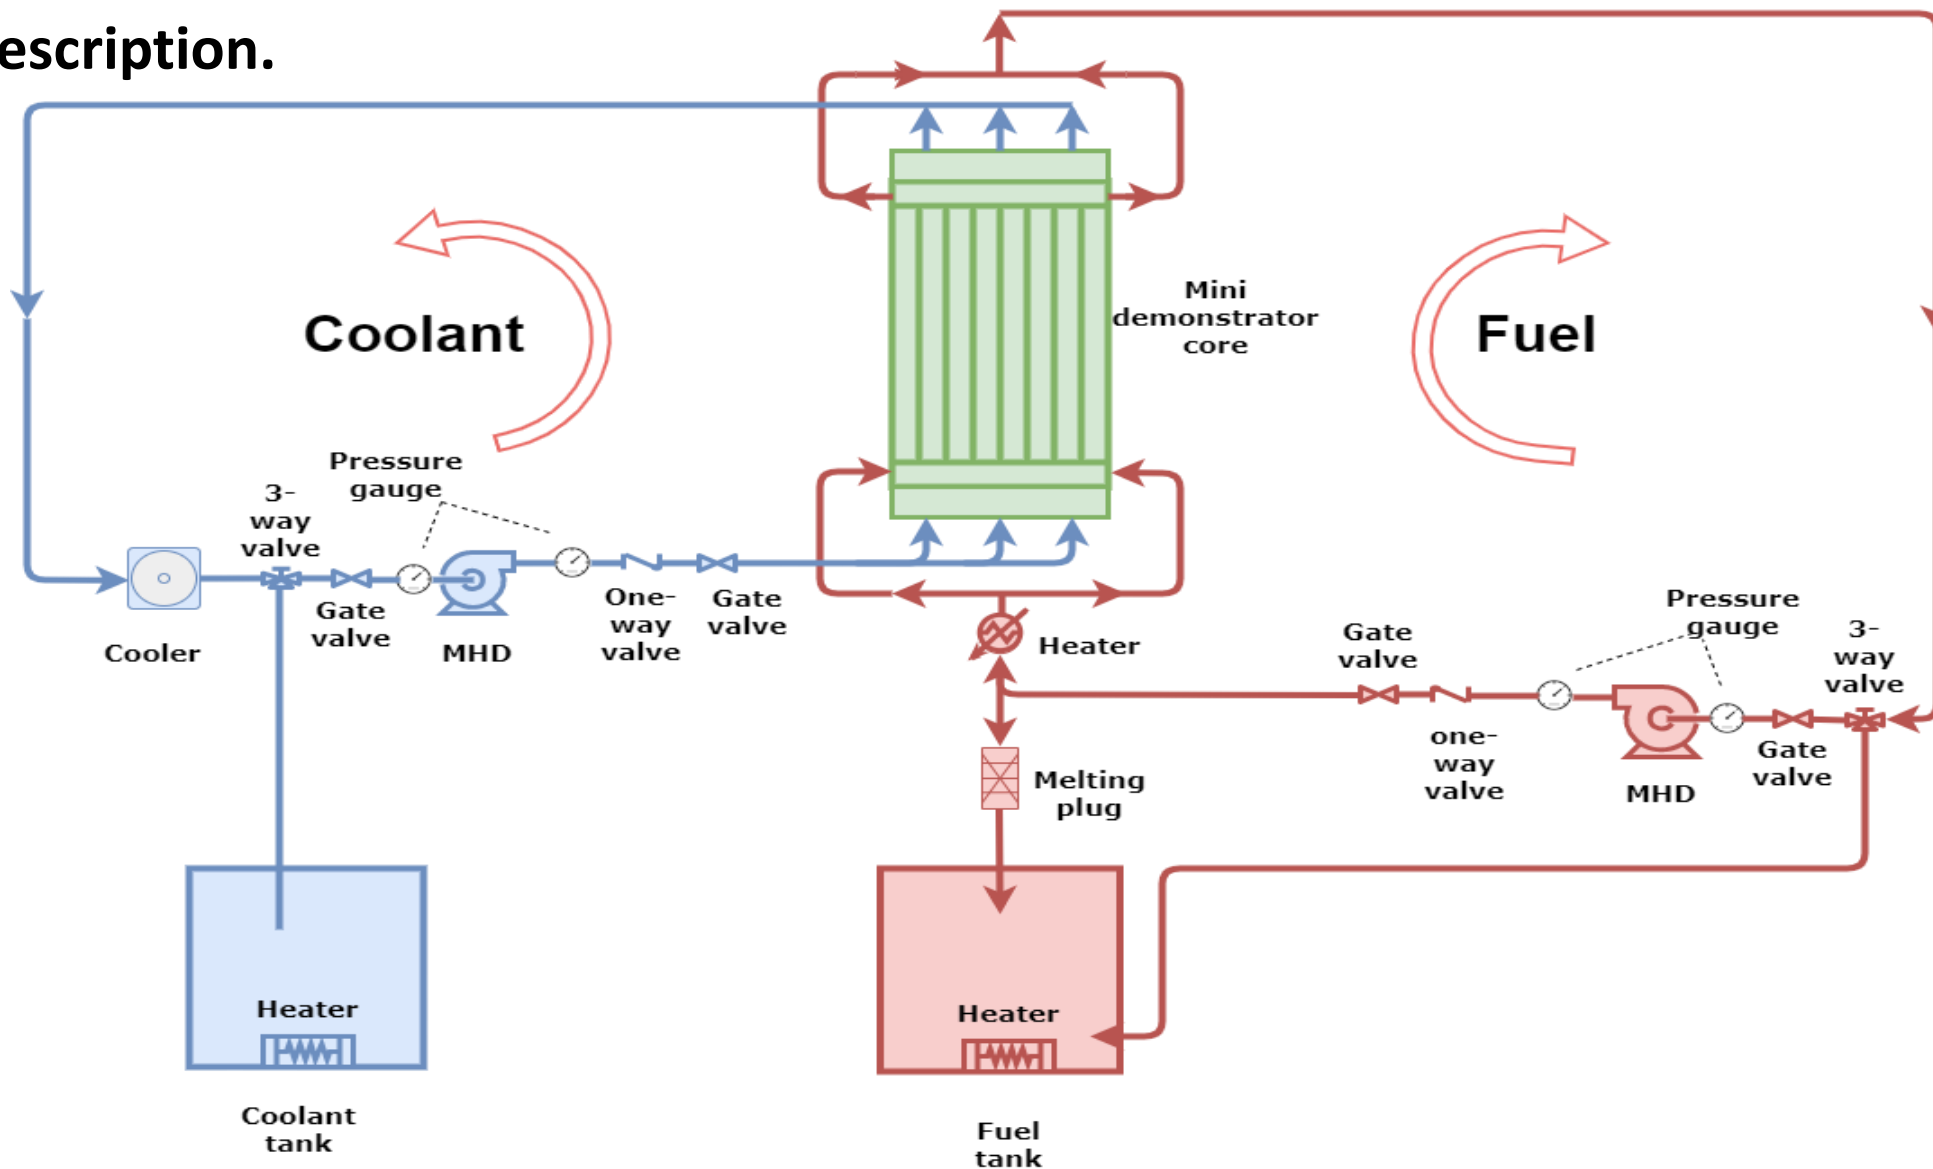 escription.
Mini
demonstrator
core
Coolant
Fuel
Pressure
gauge
3-
way
valve
Gate
valve
One-
way
valve
Gate
valve
Cooler
MHD
Heater
Gate
valve
Pressure
gauge
3-
way
valve
one-
way
valve
Gate
valve
MHD
Melting
plug
Heater
Coolant
tank
Heater
Fuel
tank